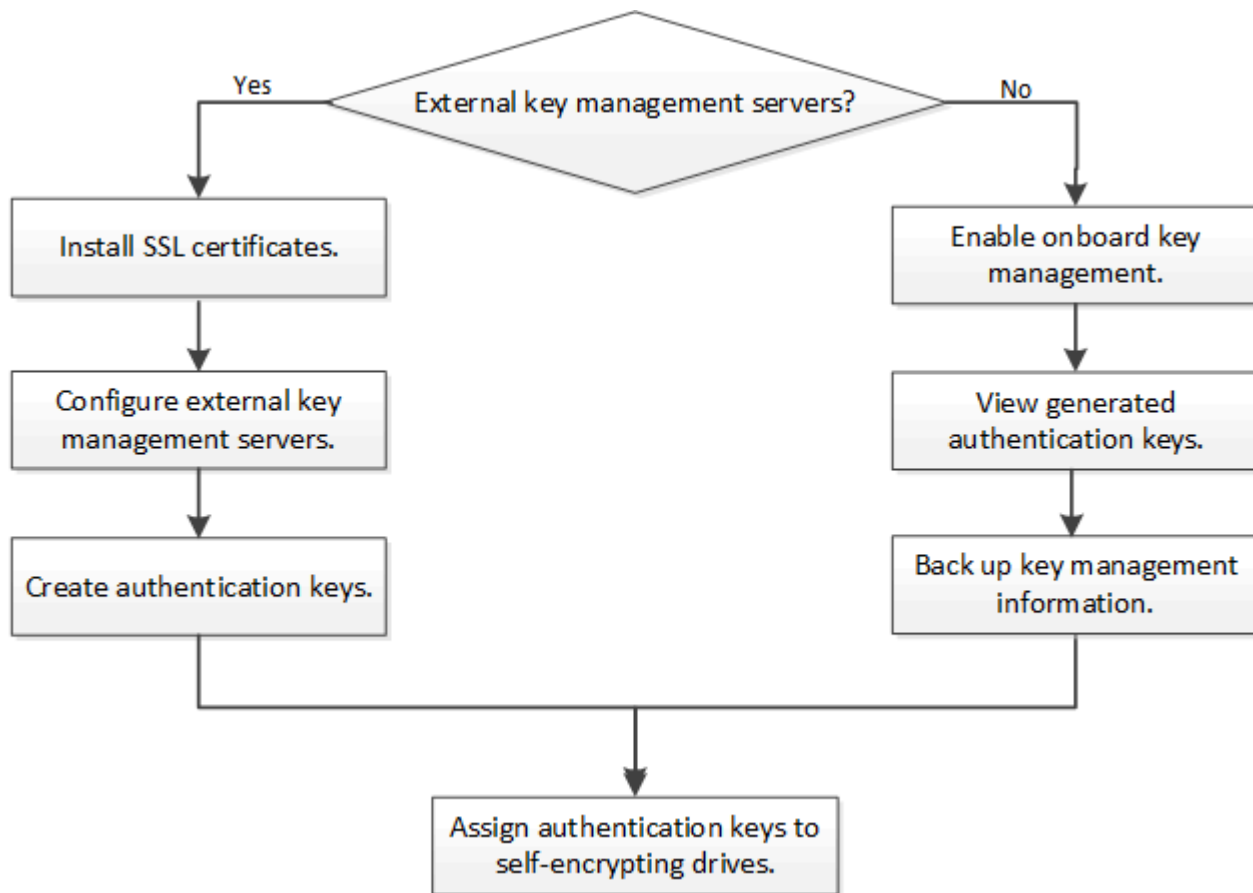 External key management servers?
Yes
No
Install SSL certificates.
Configure external key
management servers.
Create authentication keys.
Enable onboard key
management.
View generated
authentication keys.
Back up key management
information.
Assign authentication keys to
self-encrypting drives.